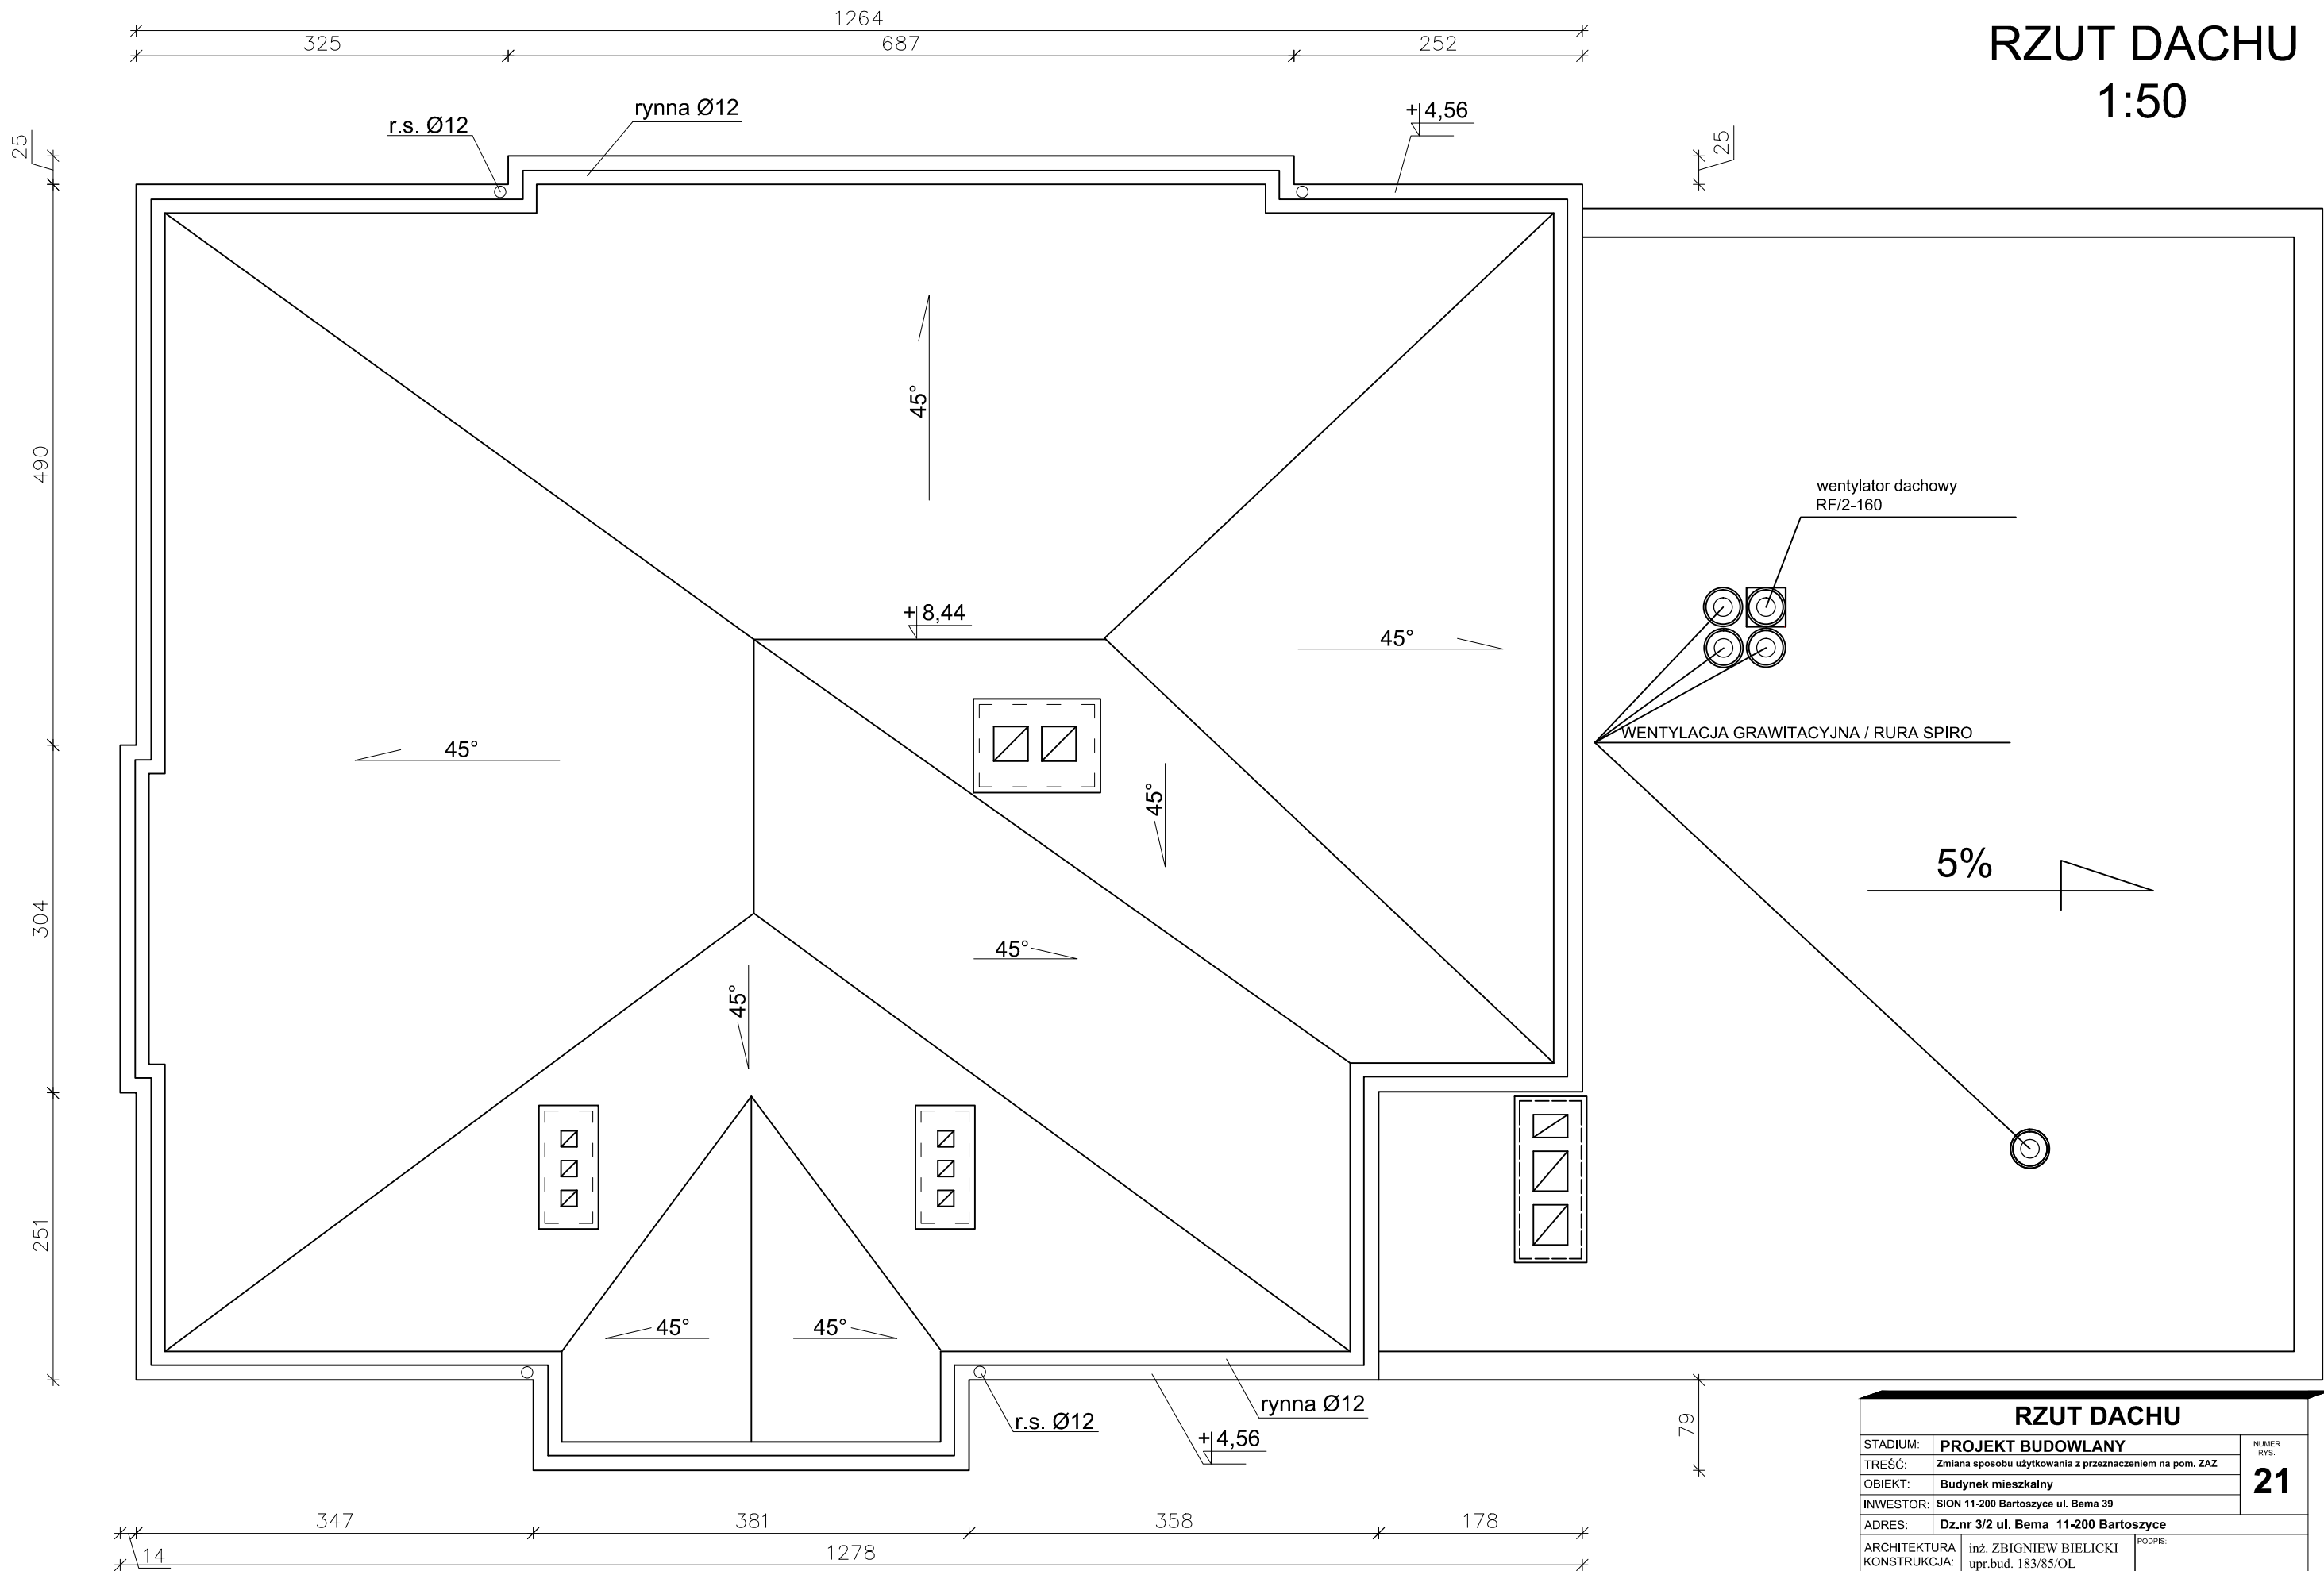 1264
325
687
252
RZUT DACHU
1:50
r.s. Ø12
rynna Ø12
+4,56
25
25
490
45°
wentylator dachowy
RF/2-160
+8,44
45°
45°
WENTYLACJA GRAWITACYJNA / RURA SPIRO
45°
5%
304
45°
45°
251
45°
45°
r.s. Ø12
rynna Ø12
+4,56
79
347
381
358
178
14
1278
RZUT DACHU
STADIUM: PROJEKT BUDOWLANY
NUMER
RYS.
21
TREŚĆ: Zmiana sposobu użytkowania z przeznaczeniem na pom. ZAZ
OBIEKT: Budynek mieszkalny
INWESTOR: SION 11-200 Bartoszyce ul. Bema 39
ADRES: Dz.nr 3/2 ul. Bema 11-200 Bartoszyce
ARCHITEKTURA inż. ZBIGNIEW BIELICKI PODPIS:
KONSTRUKCJA: upr.bud. 183/85/OL